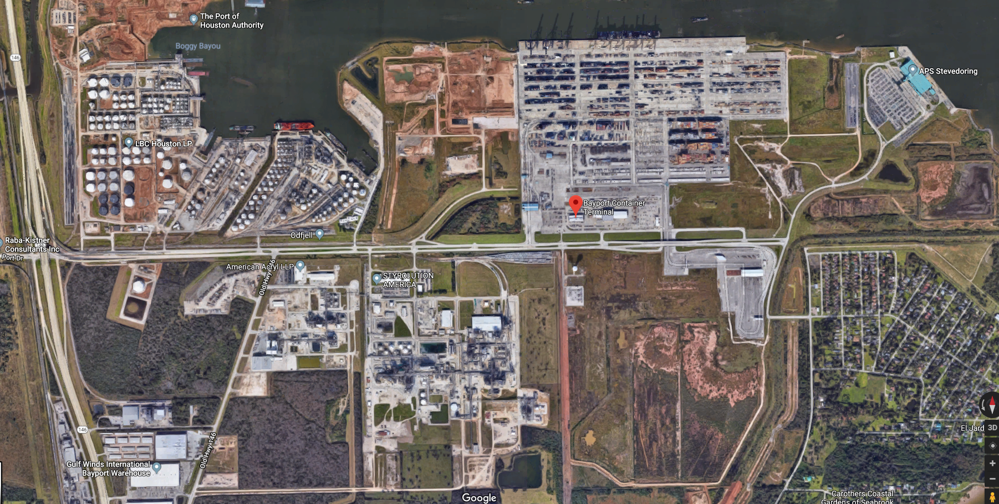 The Port of
Houston Authority
Boggy Bayou
146
APS Stevedoring
LBC Houston LP
Bayport Container
Terminal
Odfjell
Raba-Kistner
Consultants Inc
Port Dr
American Acryl LLP
Old Hwy 146
STYROLUTION
AMERICA
146
El Jard
3D
Old Hwy 146
Gulf Winds International
Bayport Warehouse
Google
Carothers Coastal
Gardens of Seabrook